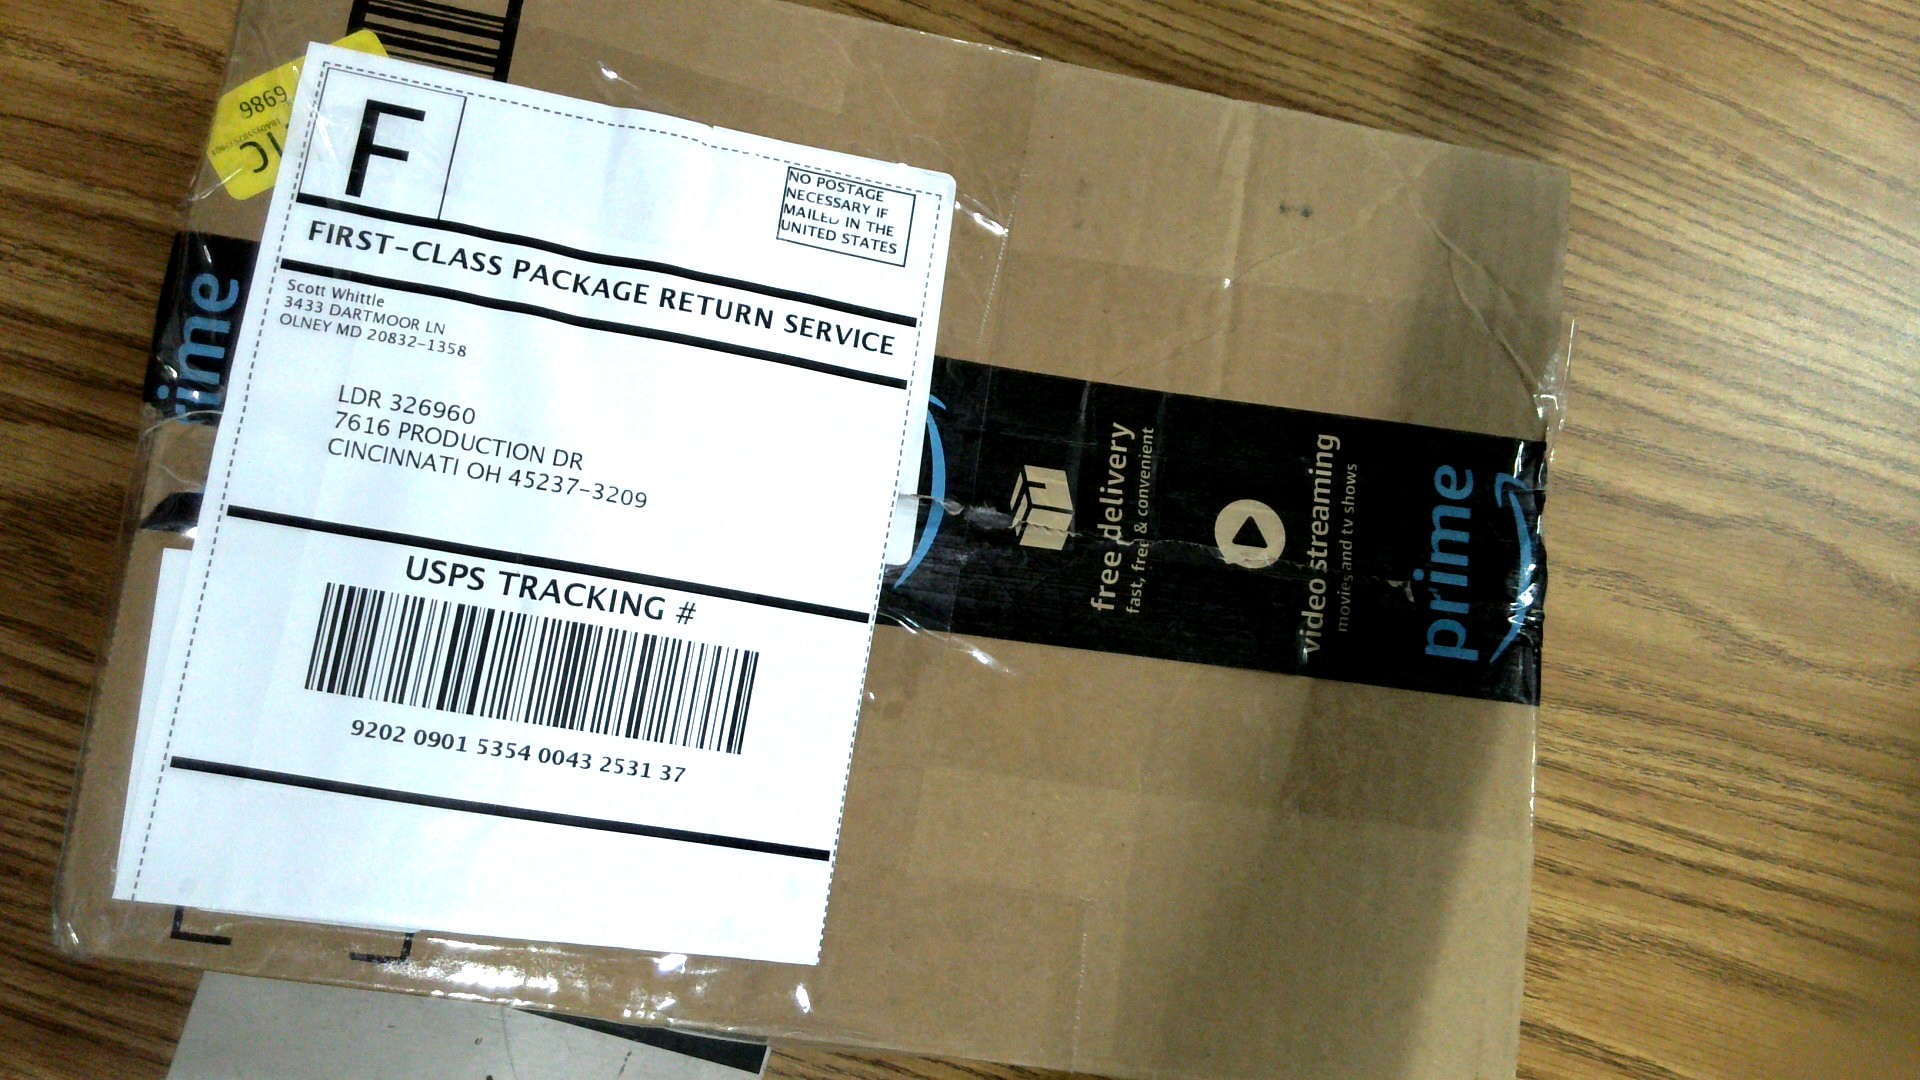 F
NO POSTAGE
NECESSARY IF
MAILED IN THE
UNITED STATES
FIRST-CLASS PACKAGE RETURN SERVICE
Scott Whittle
3433 DARTMOOR LN
OLNEY MD 20832-1358
LDR 326960
7616 PRODUCTION DR
CINCINNATI OH 45237-3209
USPS TRACKING #
9202 0901 5354 0043 2531 37
9869
free delivery
fast, free & convenient
video streaming
movies and tv shows
prime